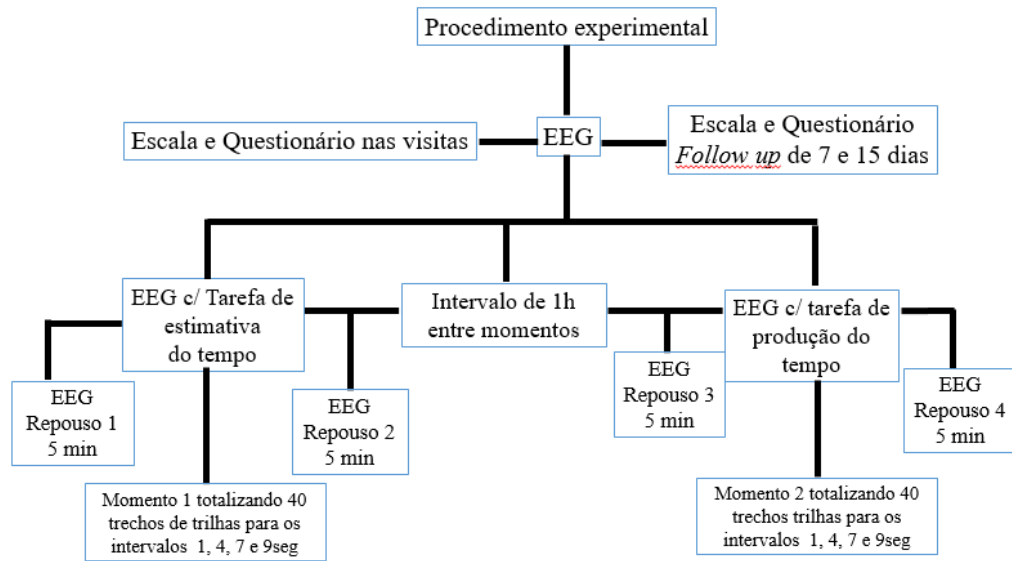 Procedimento experimental
Escala e Questionário nas visitas
EEG
Escala e Questionário
Follow up de 7 e 15 dias
EEG c/ Tarefa de
estimativa
do tempo
Intervalo de 1h
entre momentos
EEG c/ tarefa de
produção do
tempo
EEG
Repouso 1
5 min
EEG
Repouso 2
5 min
EEG
Repouso 3
5 min
EEG
Repouso 4
5 min
Momento 1 totalizando 40
trechos de trilhas para os
intervalos 1, 4, 7 e 9seg
Momento 2 totalizando 40
trechos trilhas para os
intervalos 1, 4, 7 e 9seg